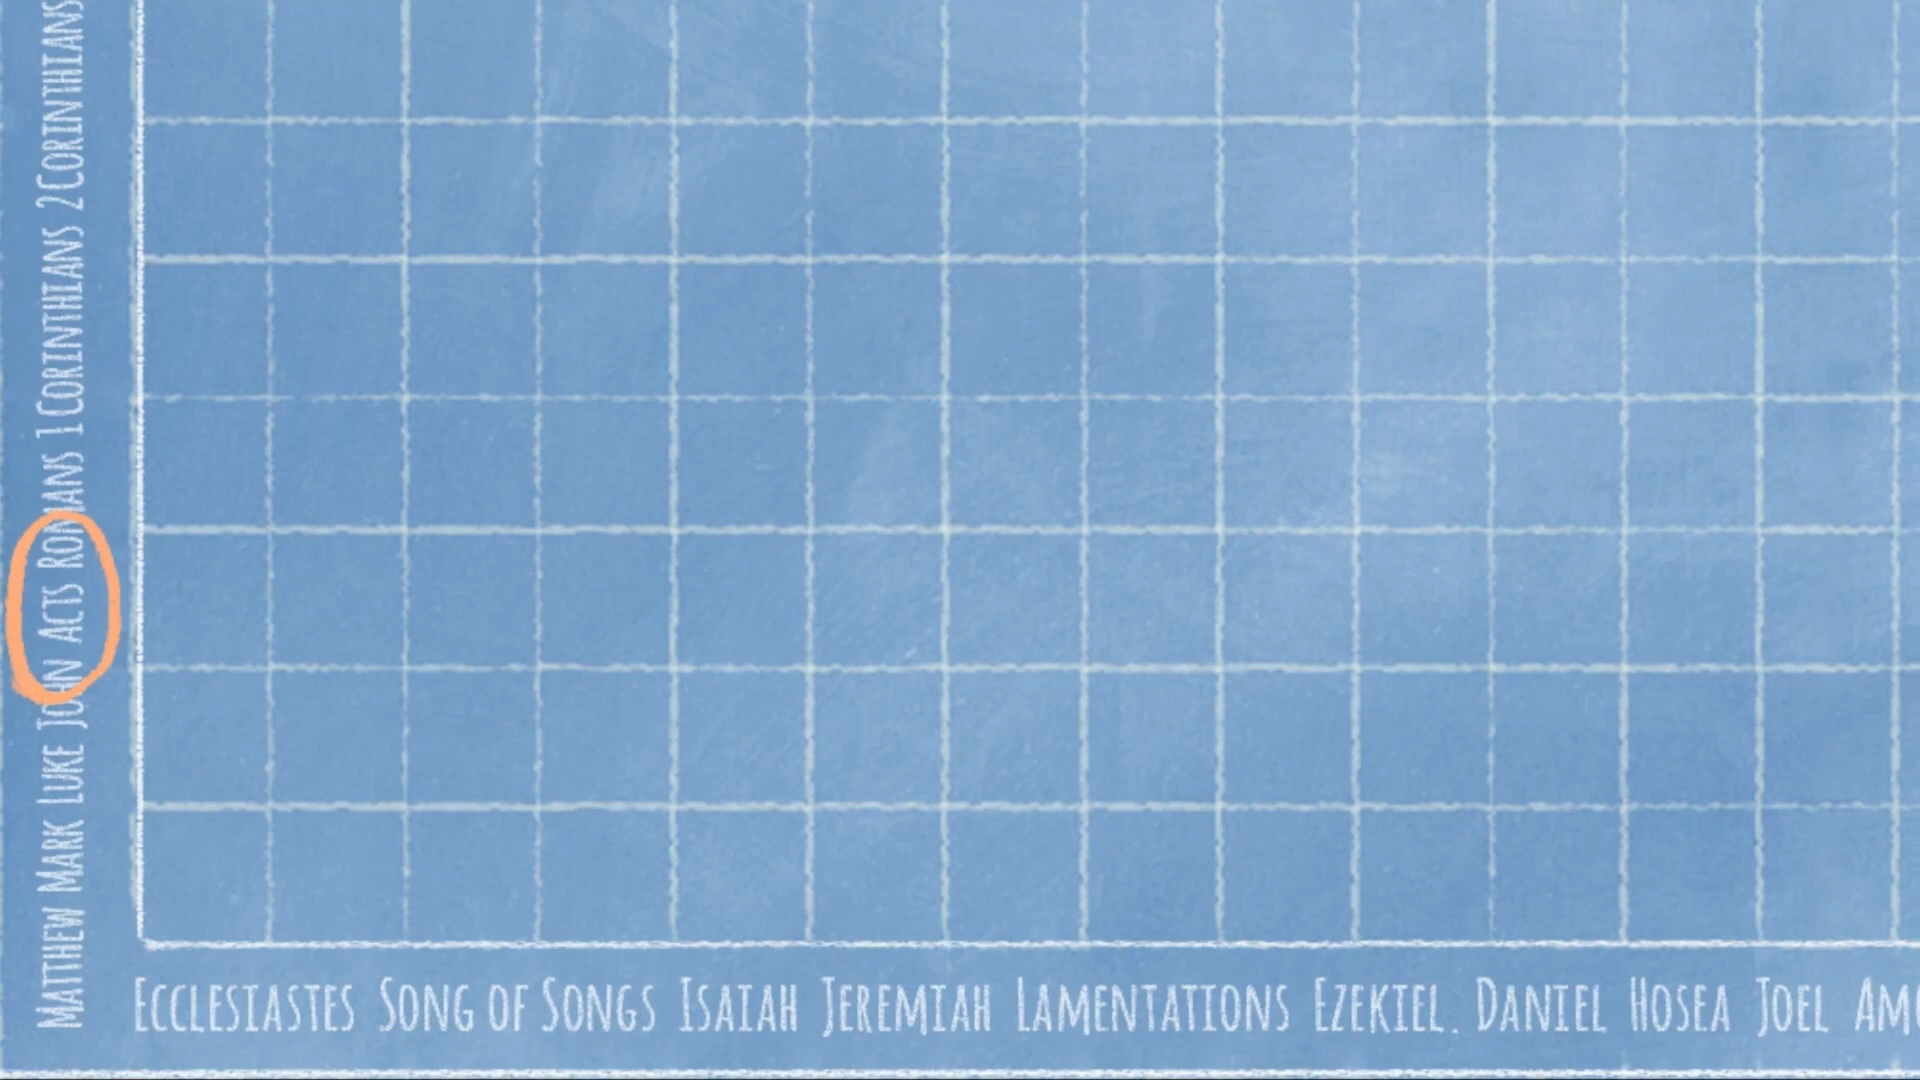 Matthew Mark Luke John Acts Romans 1 Corinthians 2 Corinthians
Ecclesiastes Song of Songs Isaiah Jeremiah Lamentations Ezekiel. Daniel Hosea Joel